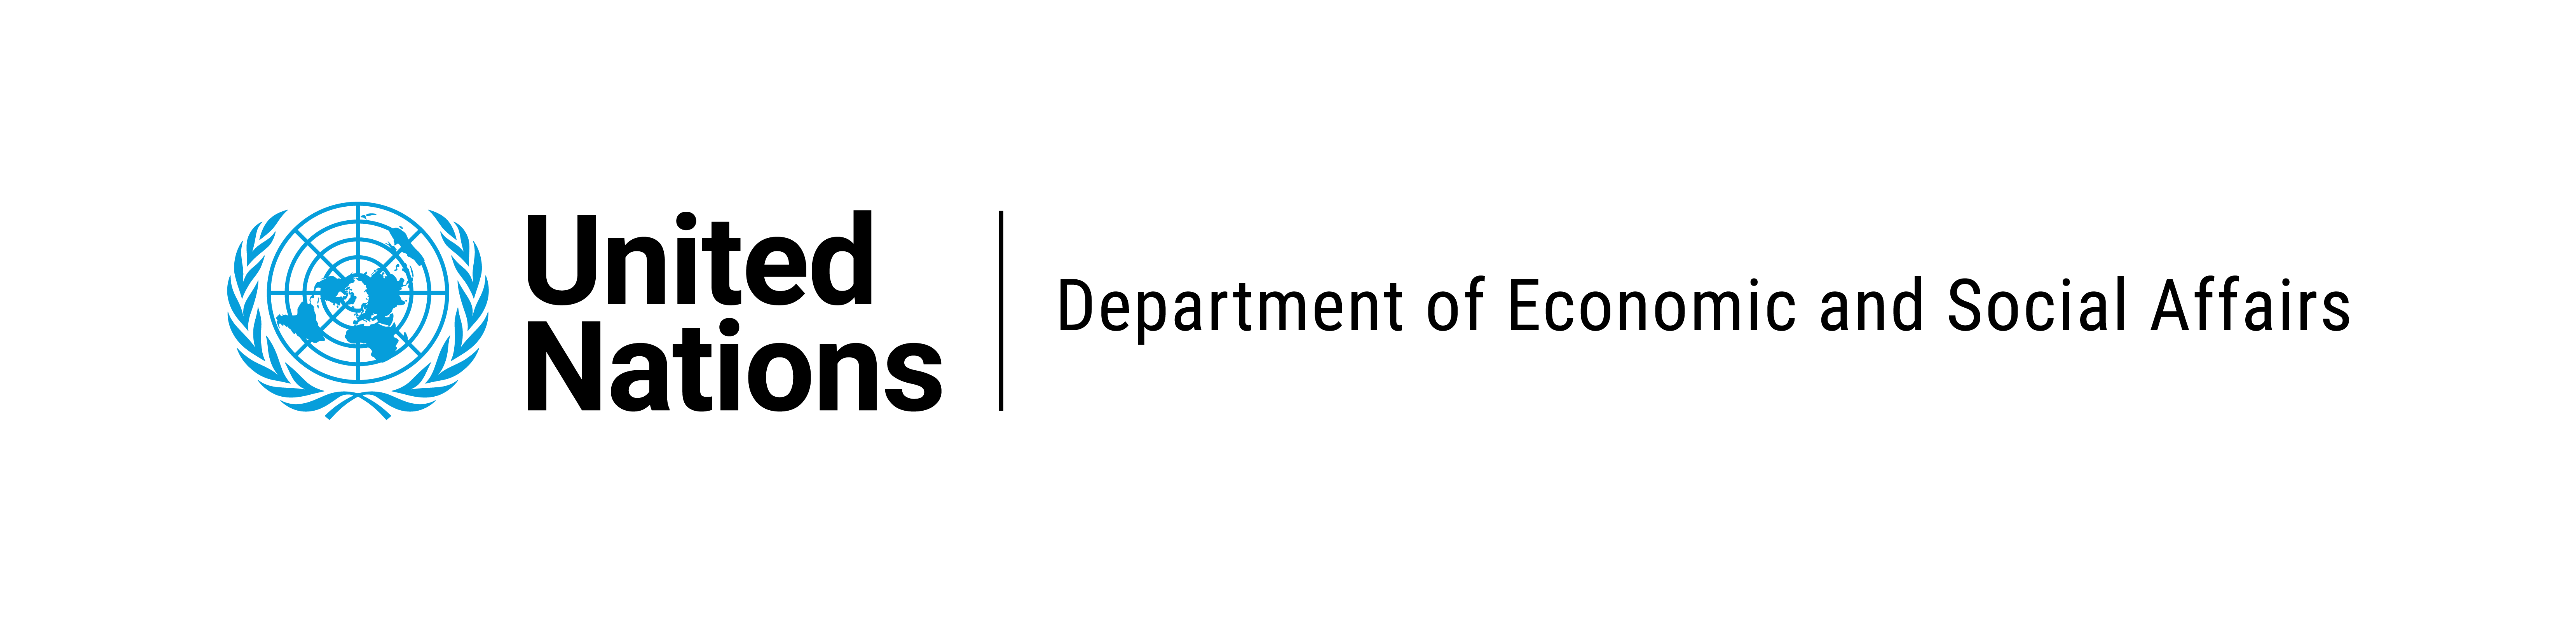 United
Nations
Department of Economic and Social Affairs